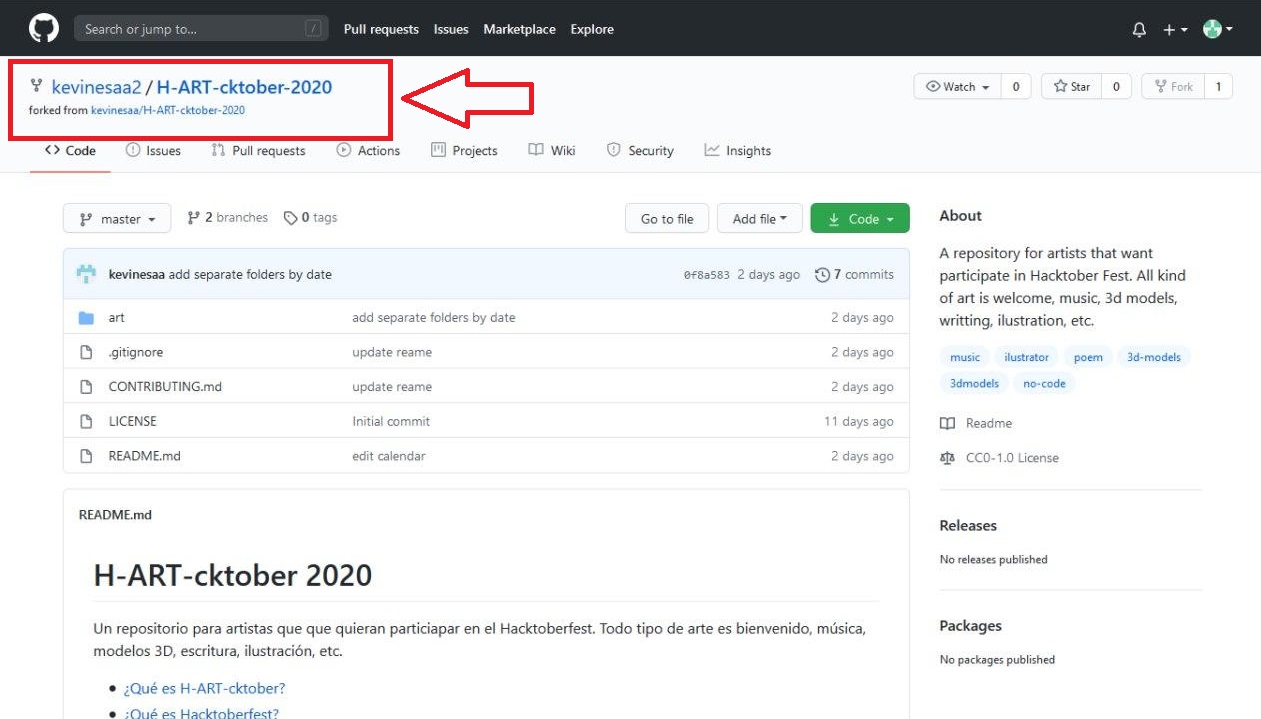 Search or jump to... /
Pull requests Issues Marketplace Explore
kevinesaa2 / H-ART-cktober-2020
forked from kevinesaa/H-ART-cktober-2020
Watch 0 Star 0 Fork 1
Code Issues Pull requests Actions Projects Wiki Security Insights
master 2 branches 0 tags
Go to file Add file Code
kevinesaa add separate folders by date 0f8a583 2 days ago 7 commits
art add separate folders by date 2 days ago
.gitignore update reame 2 days ago
CONTRIBUTING.md update reame 2 days ago
LICENSE Initial commit 11 days ago
README.md edit calendar 2 days ago
README.md
H-ART-cktober 2020
Un repositorio para artistas que que quieran particiapar en el Hacktoberfest. Todo tipo de arte es bienvenido, música,
modelos 3D, escritura, ilustración, etc.
¿Qué es H-ART-cktober?
¿Qué es Hacktoberfest?
About
A repository for artists that want
participate in Hacktober Fest. All kind
of art is welcome, music, 3d models,
writting, ilustration, etc.
music ilustrator poem 3d-models
3dmodels no-code
Readme
CC0-1.0 License
Releases
No releases published
Packages
No packages published